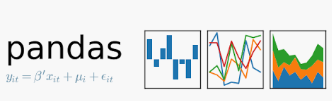 pandas
y_{it} = β′x_{it} + μ_i + ϵ_{it}